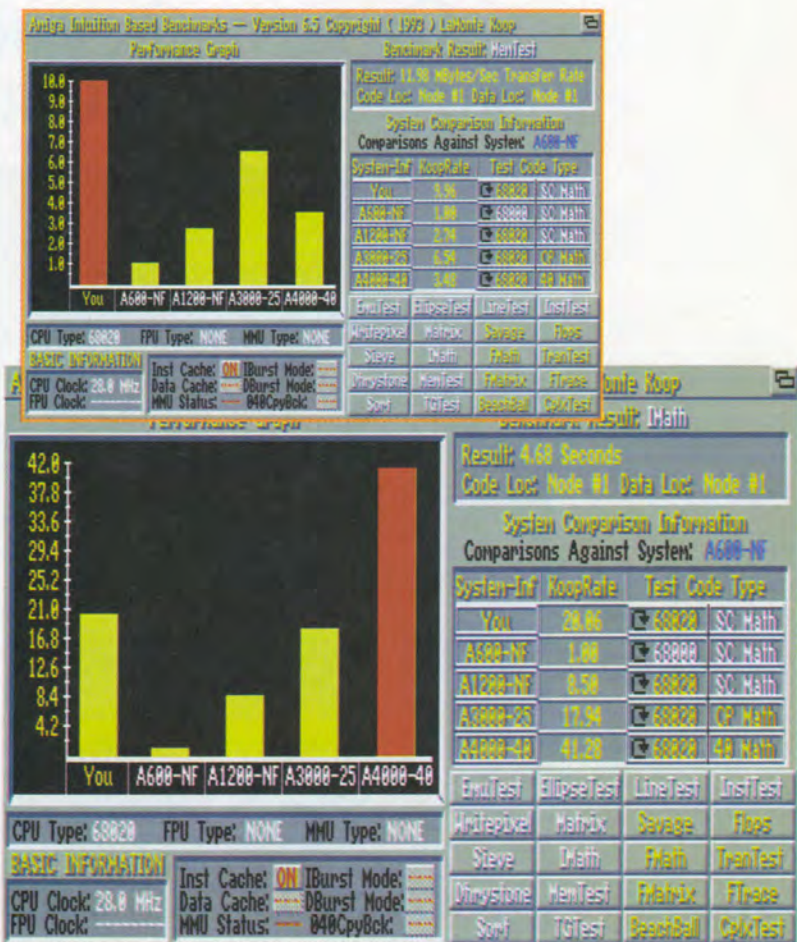 Amiga Intuition Based Benchmarks — Version 6.5 Copyright ( 1993 ) LaMonte Koop
Performance Graph
10.0
9.0
8.0
7.0
6.0
5.0
4.0
3.0
2.0
1.0
You A600-NF A1200-NF A3000-25 A4000-40
CPU Type: 68020 FPU Type: NONE MMU Type: NONE
BASIC INFORMATION
CPU Clock: 28.0 MHz
FPU Clock: --------
Inst Cache: ON IBurst Mode: ----
Data Cache: ---- DBurst Mode: ----
MMU Status: ---- 040CpyBck: ----
Benchmark Result: MemTest
Result: 11.98 MBytes/Sec Transfer Rate
Code Loc: Node #1 Data Loc: Node #1
System Comparison Information
Comparisons Against System: A600-NF
System-Inf KoopRate Test Code Type
You 9.96 68020 SC Math
A600-NF 1.00 68000 SC Math
A1200-NF 2.74 68020 SC Math
A3000-25 6.54 68020 CP Math
A4000-40 3.48 68020 40 Math
EmuTest EllipseTest LineTest InstTest
Writepixel Matrix Savage Flops
Sieve IMath FMath TranTest
Dhrystone MemTest FMatrix FTrace
Sort TGTest BeachBall CplxTest
A
onte Koop
Performance Graph
42.0
37.8
33.6
29.4
25.2
21.0
16.8
12.6
8.4
4.2
You A600-NF A1200-NF A3000-25 A4000-40
CPU Type: 68020 FPU Type: NONE MMU Type: NONE
BASIC INFORMATION
CPU Clock: 28.0 MHz
FPU Clock: --------
Inst Cache: ON IBurst Mode: ----
Data Cache: ---- DBurst Mode: ----
MMU Status: ---- 040CpyBck: ----
Benchmark Result: IMath
Result: 4.68 Seconds
Code Loc: Node #1 Data Loc: Node #1
System Comparison Information
Comparisons Against System: A600-NF
System-Inf KoopRate Test Code Type
You 20.06 68020 SC Math
A600-NF 1.00 68000 SC Math
A1200-NF 8.50 68020 SC Math
A3000-25 17.94 68020 CP Math
A4000-40 41.28 68020 40 Math
EmuTest EllipseTest LineTest InstTest
Writepixel Matrix Savage Flops
Sieve IMath FMath TranTest
Dhrystone MemTest FMatrix FTrace
Sort TGTest BeachBall CplxTest